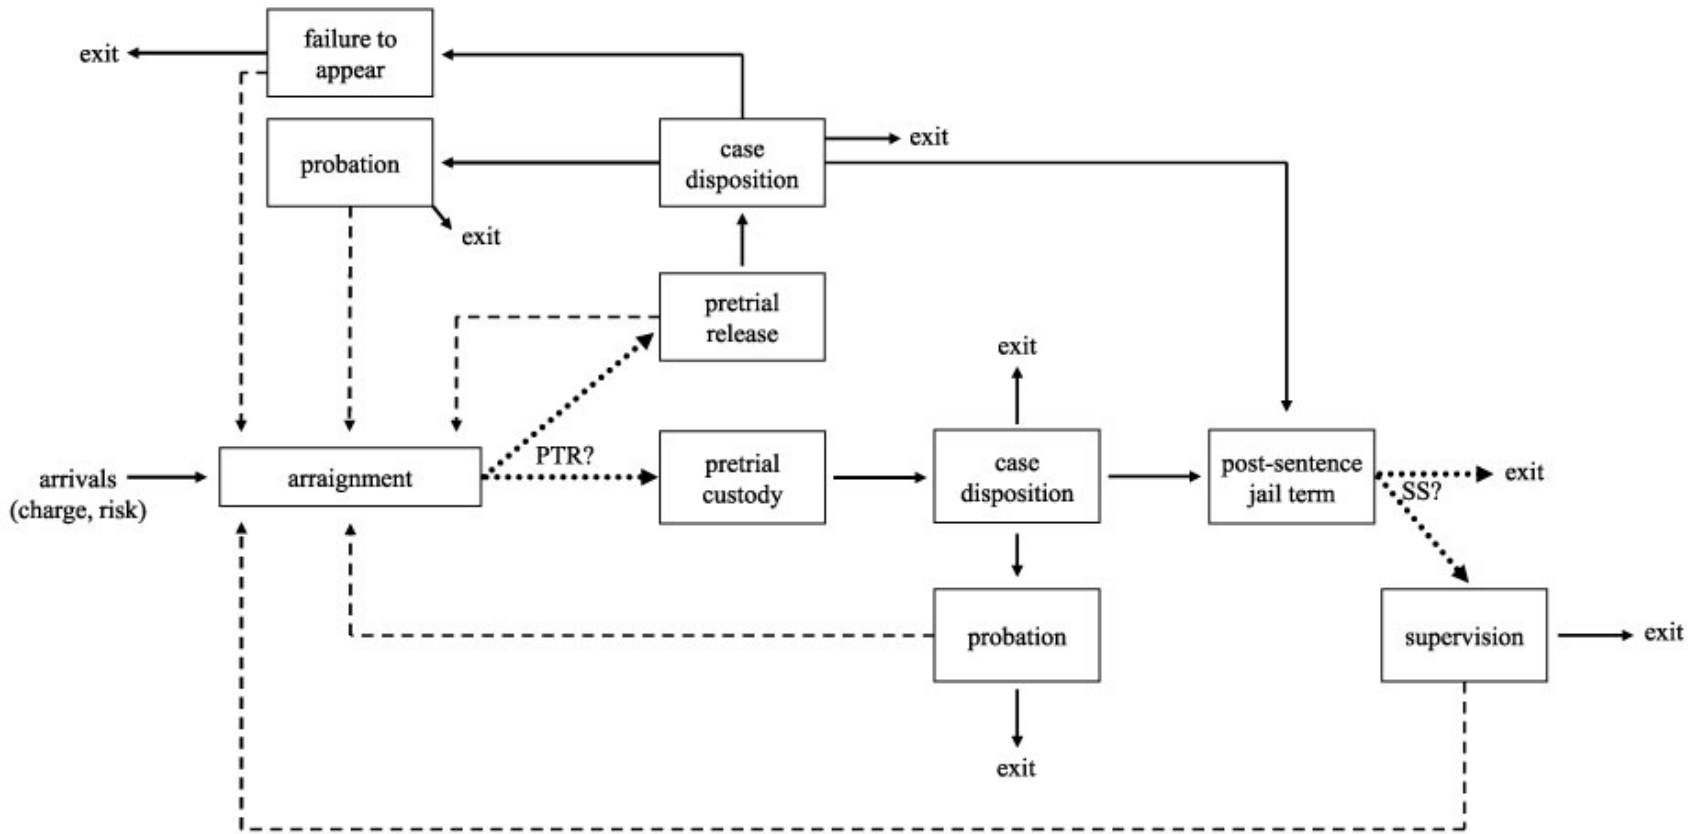 failure to
appear
exit
case
disposition
exit
probation
exit
pretrial
release
exit
PTR?
arrivals
(charge, risk)
arraignment
pretrial
custody
case
disposition
post-sentence
jail term
exit
SS?
probation
supervision
exit
exit